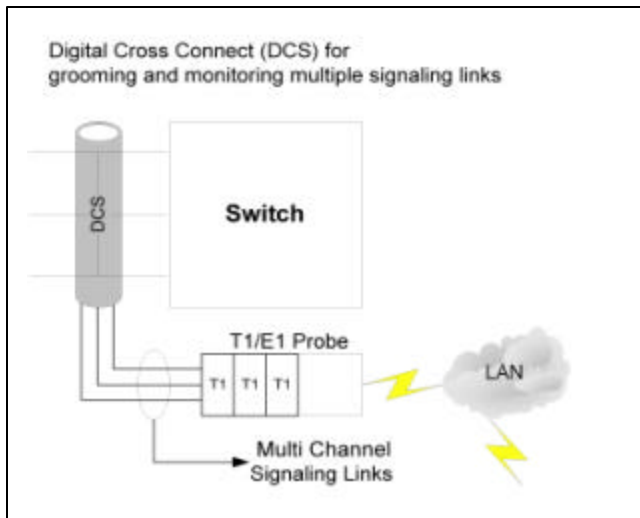 Digital Cross Connect (DCS) for
grooming and monitoring multiple signaling links
DCS
Switch
T1/E1 Probe
T1 T1 T1
LAN
Multi Channel
Signaling Links